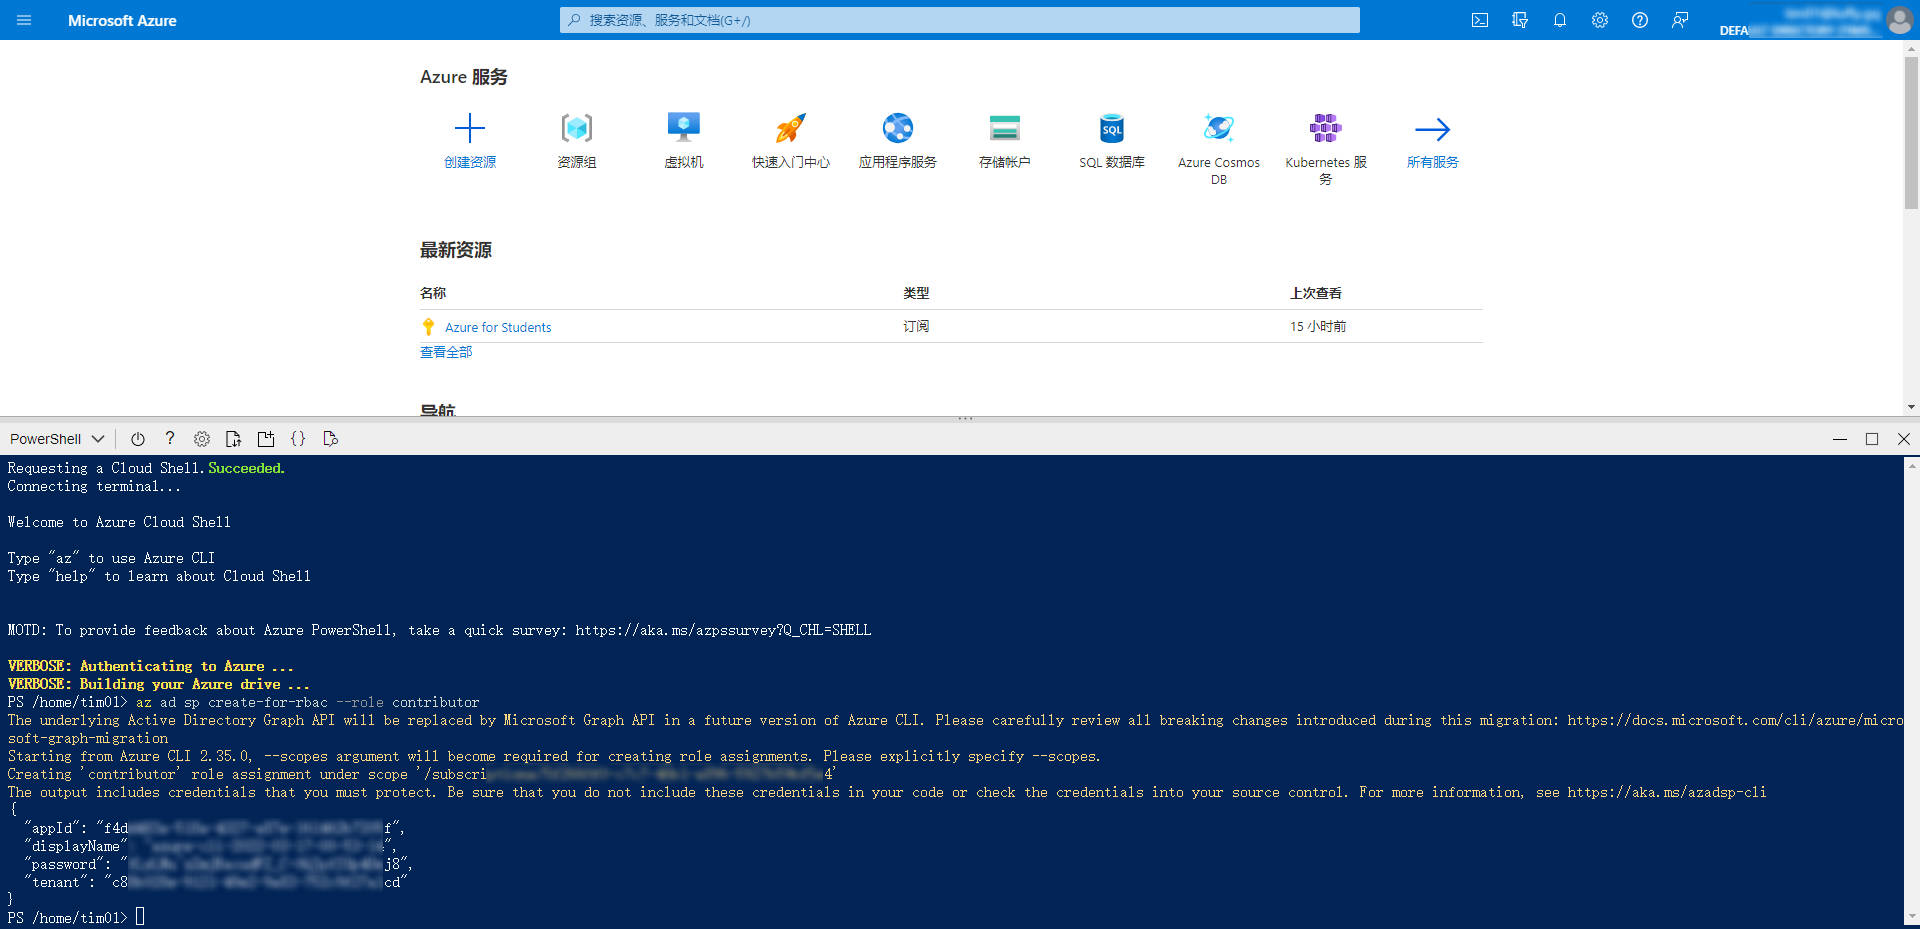 Microsoft Azure
搜索资源、服务和文档(G+/)
DEFA
Azure 服务
创建资源
资源组
虚拟机
快速入门中心
应用程序服务
存储帐户
SQL
SQL 数据库
Azure Cosmos
DB
Kubernetes 服
务
所有服务
最新资源
名称 类型 上次查看
Azure for Students 订阅 15 小时前
查看全部
导航
PowerShell
Requesting a Cloud Shell.Succeeded.
Connecting terminal...
Welcome to Azure Cloud Shell
Type "az" to use Azure CLI
Type "help" to learn about Cloud Shell
MOTD: To provide feedback about Azure PowerShell, take a quick survey: https://aka.ms/azpssurvey?Q_CHL=SHELL
VERBOSE: Authenticating to Azure ...
VERBOSE: Building your Azure drive ...
PS /home/tim01> az ad sp create-for-rbac --role contributor
The underlying Active Directory Graph API will be replaced by Microsoft Graph API in a future version of Azure CLI. Please carefully review all breaking changes introduced during this migration: https://docs.microsoft.com/cli/azure/micro
soft-graph-migration
Starting from Azure CLI 2.35.0, --scopes argument will become required for creating role assignments. Please explicitly specify --scopes.
Creating 'contributor' role assignment under scope '/subscri 4'
The output includes credentials that you must protect. Be sure that you do not include these credentials in your code or check the credentials into your source control. For more information, see https://aka.ms/azadsp-cli
{
"appId": "f4d f",
"displayName" ",
"password": " j8",
"tenant": "c8 cd"
}
PS /home/tim01>